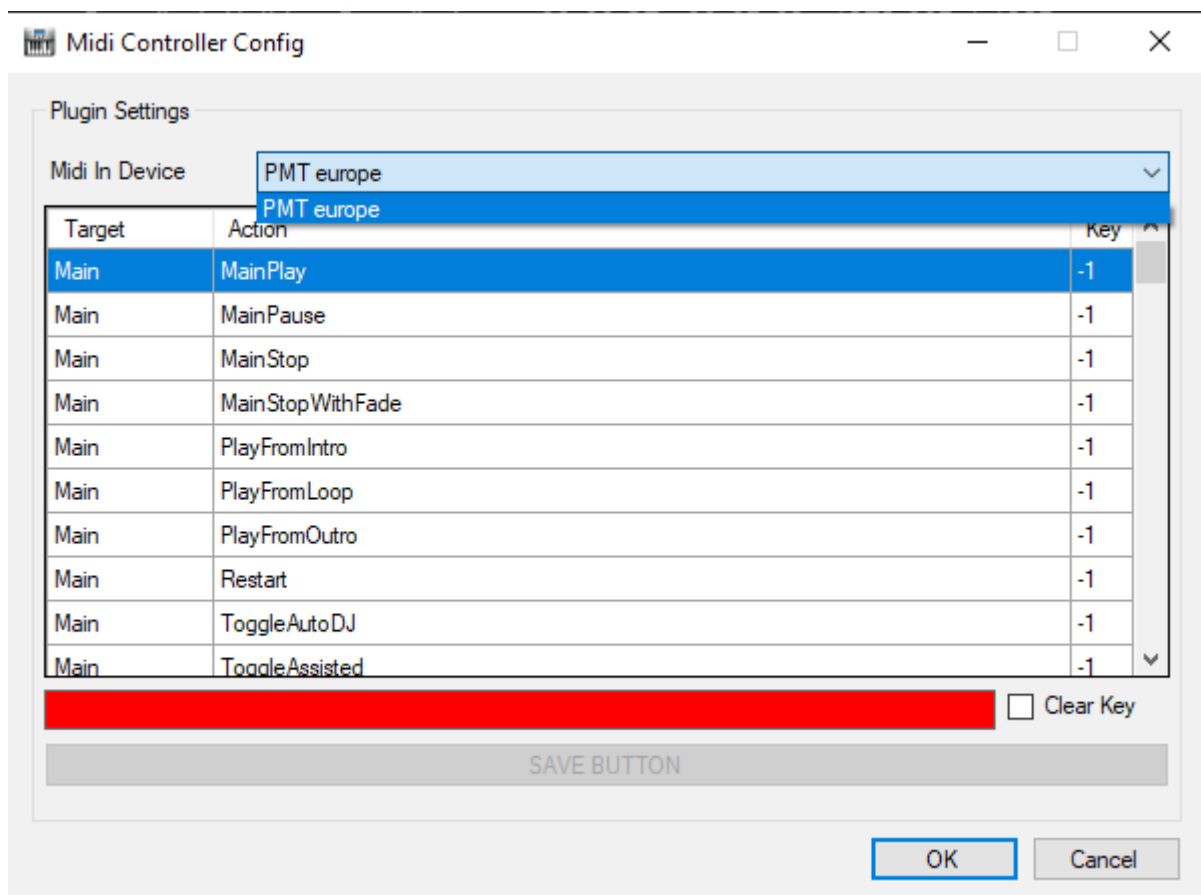 Midi Controller Config
Plugin Settings
Midi In Device PMT europe
PMT europe
Target Action Key
Main MainPlay -1
Main MainPause -1
Main MainStop -1
Main MainStopWithFade -1
Main PlayFromIntro -1
Main PlayFromLoop -1
Main PlayFromOutro -1
Main Restart -1
Main ToggleAutoDJ -1
Main ToggleAssisted -1
Clear Key
SAVE BUTTON
OK Cancel